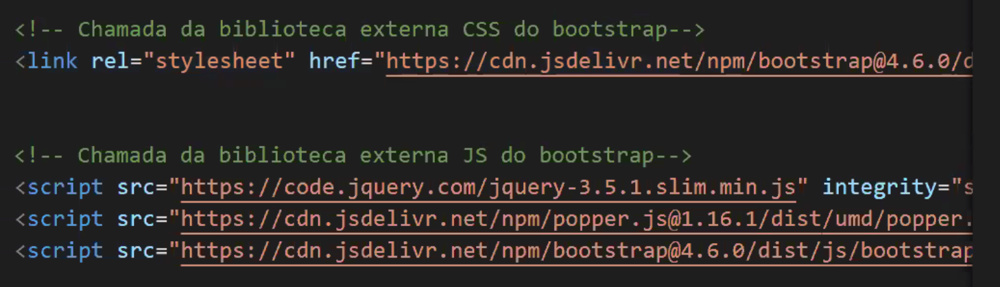 <!-- Chamada da biblioteca externa CSS do bootstrap-->
<link rel="stylesheet" href="https://cdn.jsdelivr.net/npm/bootstrap@4.6.0/d
<!-- Chamada da biblioteca externa JS do bootstrap-->
<script src="https://code.jquery.com/jquery-3.5.1.slim.min.js" integrity="s
<script src="https://cdn.jsdelivr.net/npm/popper.js@1.16.1/dist/umd/popper.
<script src="https://cdn.jsdelivr.net/npm/bootstrap@4.6.0/dist/js/bootstrap